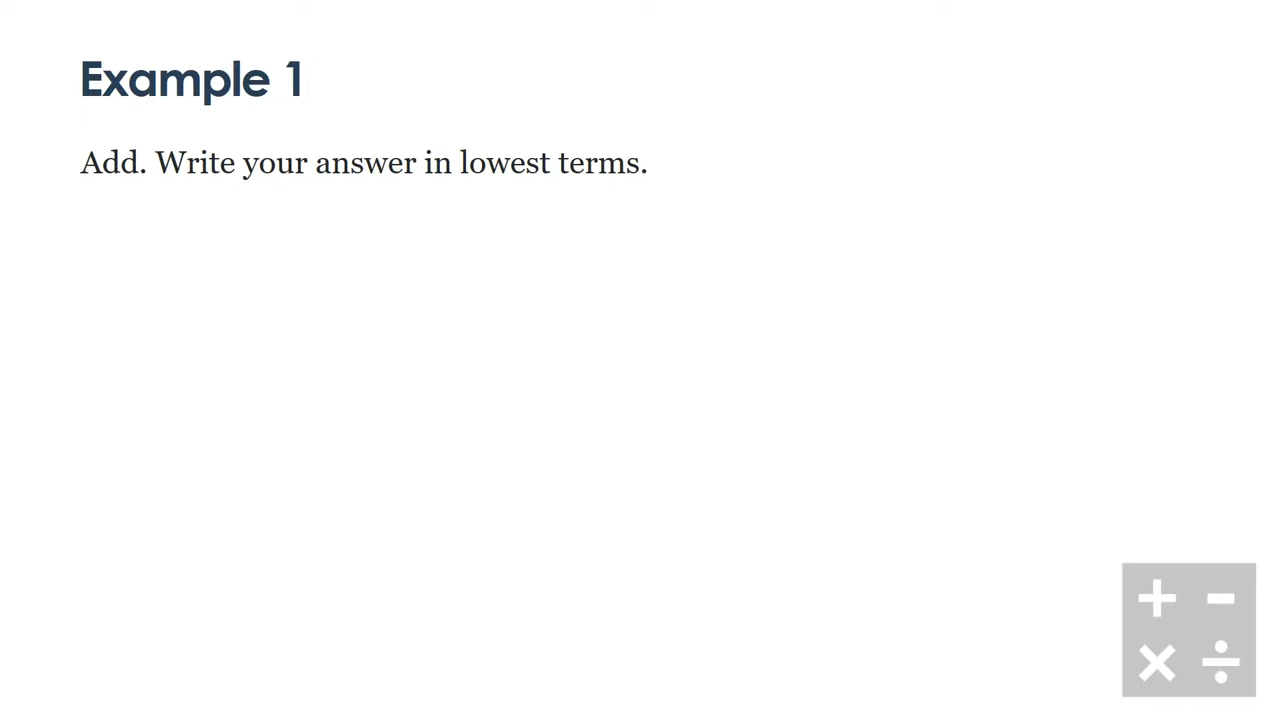 Example 1
Add. Write your answer in lowest terms.
+ -
× ÷